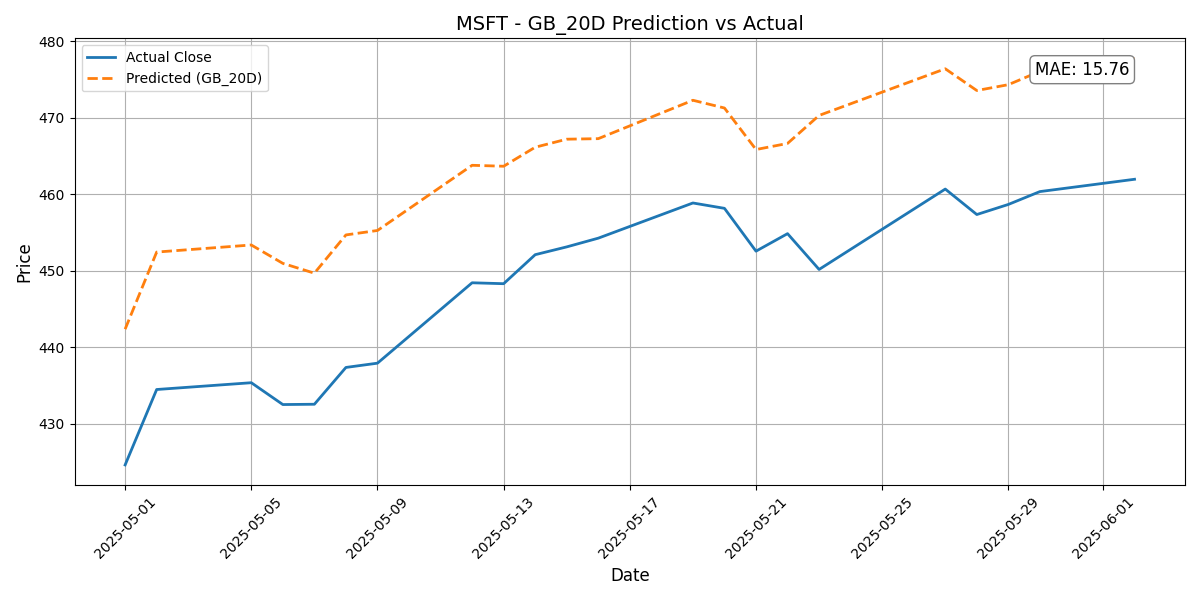 MSFT - GB_20D Prediction vs Actual
Actual Close
Predicted (GB_20D)
MAE: 15.76
Price
480
470
460
450
440
430
2025-05-01
2025-05-05
2025-05-09
2025-05-13
2025-05-17
2025-05-21
2025-05-25
2025-05-29
2025-06-01
Date